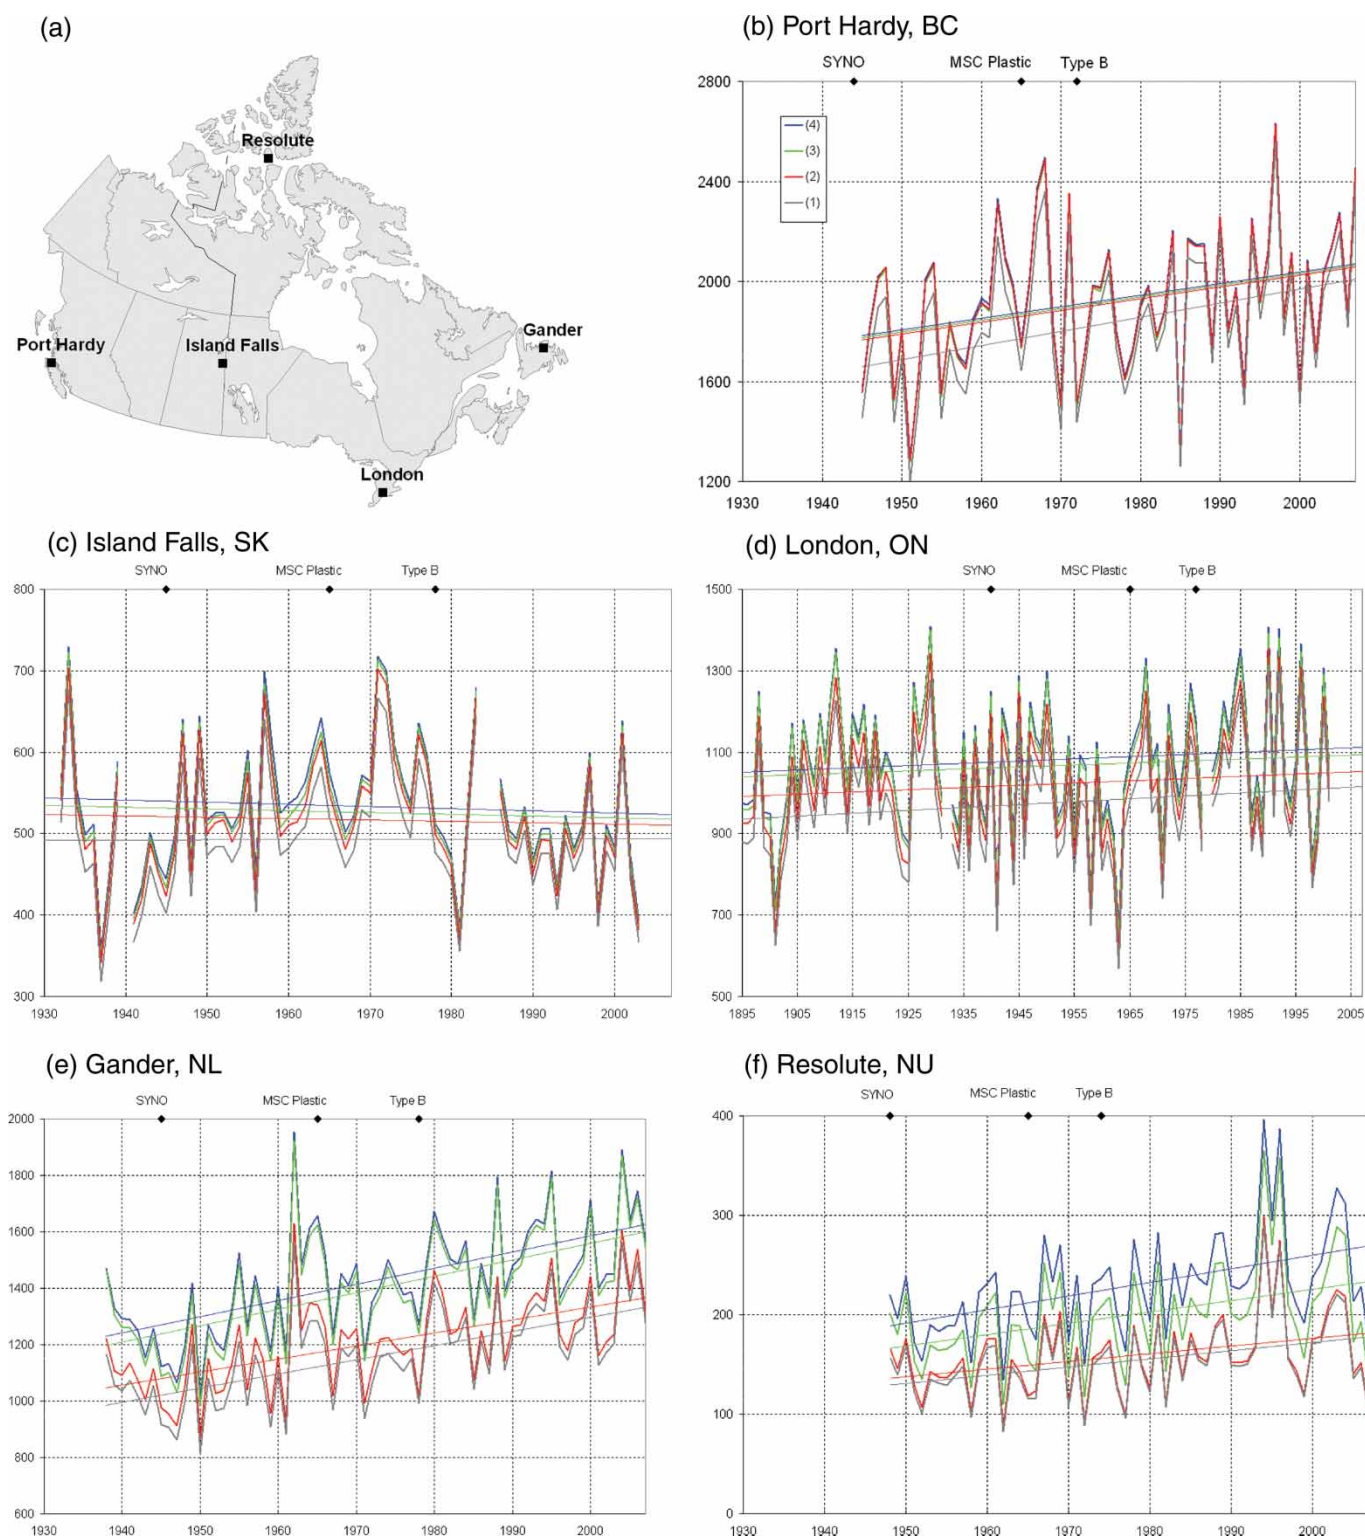 (a)
Resolute
Port Hardy
Island Falls
Gander
London
(b) Port Hardy, BC
SYNO MSC Plastic Type B
2800
2400
2000
1600
1200
(4)
(3)
(2)
(1)
1930 1940 1950 1960 1970 1980 1990 2000
(c) Island Falls, SK
SYNO MSC Plastic Type B
800
700
600
500
400
300
1930 1940 1950 1960 1970 1980 1990 2000
(d) London, ON
SYNO MSC Plastic Type B
1500
1300
1100
900
700
500
1895 1905 1915 1925 1935 1945 1955 1965 1975 1985 1995 2005
(e) Gander, NL
SYNO MSC Plastic Type B
2000
1800
1600
1400
1200
1000
800
600
1930 1940 1950 1960 1970 1980 1990 2000
(f) Resolute, NU
SYNO MSC Plastic Type B
400
300
200
100
0
1930 1940 1950 1960 1970 1980 1990 2000